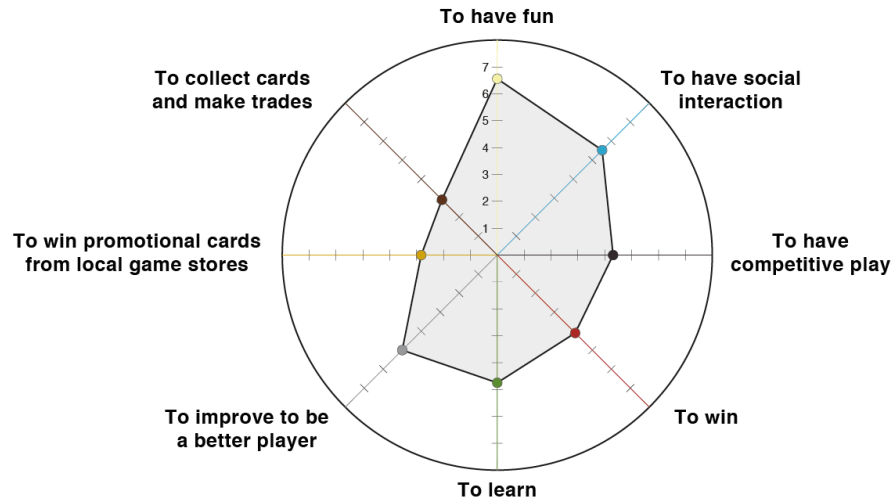 To have fun
To collect cards
and make trades
To have social
interaction
7
6
5
4
3
2
1
To win promotional cards
from local game stores
To have
competitive play
To improve to be
a better player
To win
To learn